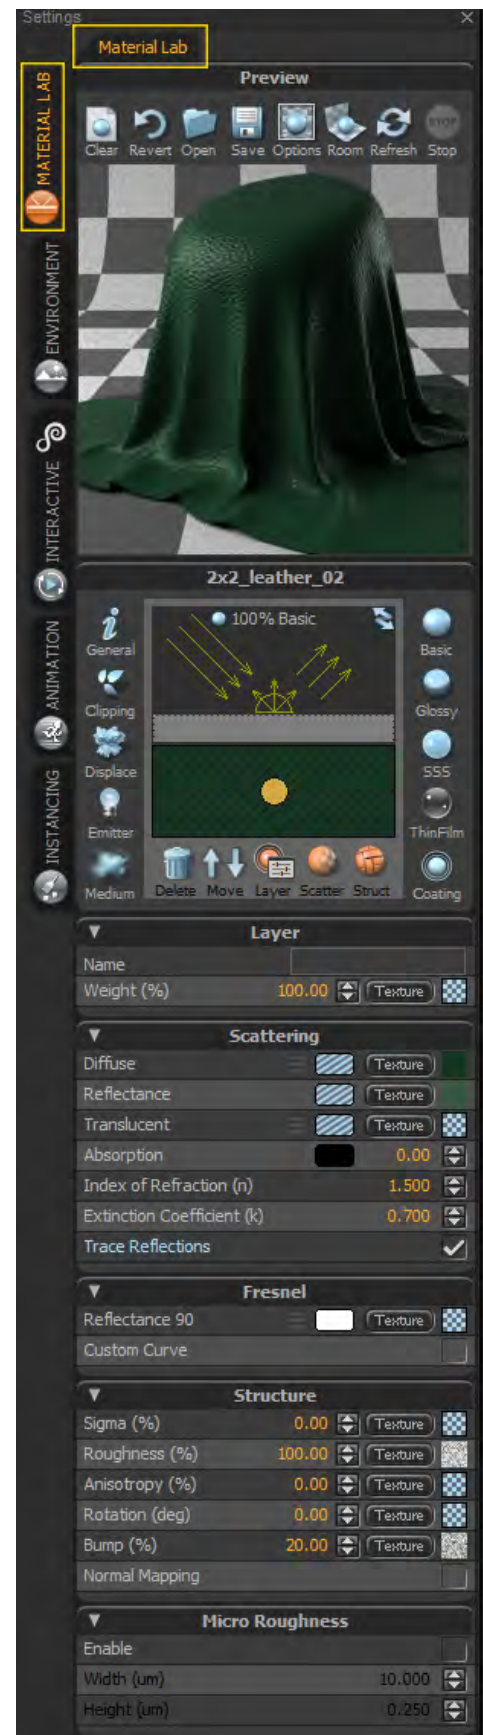 Settings
Material Lab
MATERIAL LAB
ENVIRONMENT
INTERACTIVE
ANIMATION
INSTANCING
Preview
Clear Revert Open Save Options Room Refresh Stop
STOP
2x2_leather_02
100% Basic
General
Clipping
Displace
Emitter
Medium
Basic
Glossy
SSS
ThinFilm
Coating
Delete Move Layer Scatter Struct
Layer
Name
Weight (%) 100.00 Texture
Scattering
Diffuse Texture
Reflectance Texture
Translucent Texture
Absorption 0.00
Index of Refraction (n) 1.500
Extinction Coefficient (k) 0.700
Trace Reflections
Fresnel
Reflectance 90 Texture
Custom Curve
Structure
Sigma (%) 0.00 Texture
Roughness (%) 100.00 Texture
Anisotropy (%) 0.00 Texture
Rotation (deg) 0.00 Texture
Bump (%) 20.00 Texture
Normal Mapping
Micro Roughness
Enable
Width (um) 10.000
Height (um) 0.250